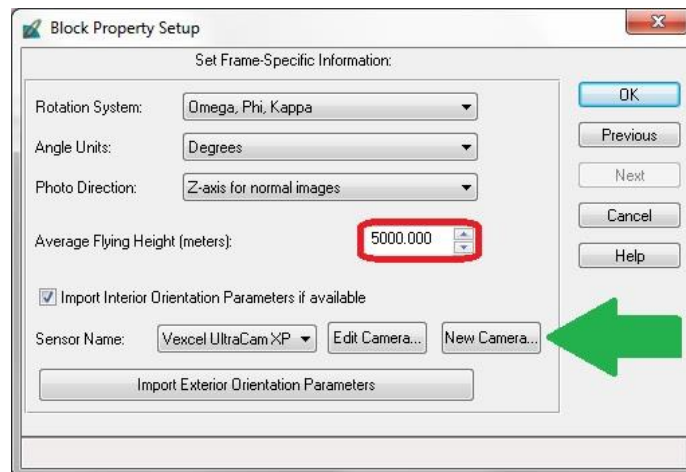 Block Property Setup
Set Frame-Specific Information:
Rotation System: Omega, Phi, Kappa
Angle Units: Degrees
Photo Direction: Z-axis for normal images
Average Flying Height (meters): 5000.000
Import Interior Orientation Parameters if available
Sensor Name: Vexcel UltraCam XP Edit Camera... New Camera...
Import Exterior Orientation Parameters
OK
Previous
Next
Cancel
Help